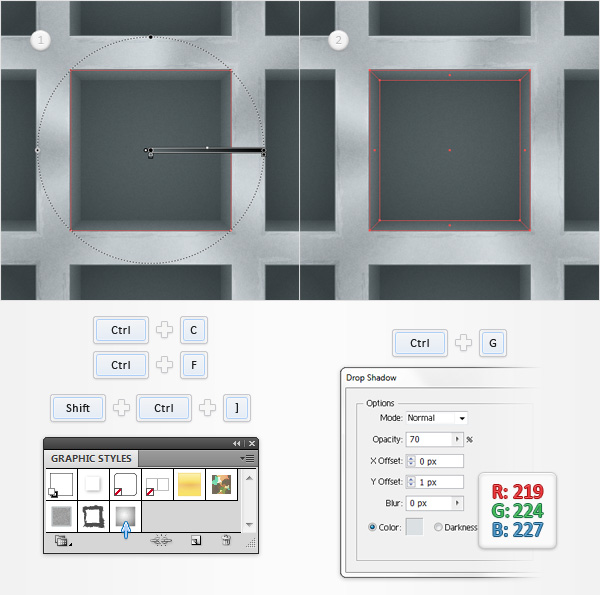 1
2
Ctrl C
Ctrl F
Shift Ctrl ]
GRAPHIC STYLES
Ctrl G
Drop Shadow
Options
Mode: Normal
Opacity: 70 %
X Offset: 0 px
Y Offset: 1 px
Blur: 0 px
Color: Darkness
R: 219
G: 224
B: 227